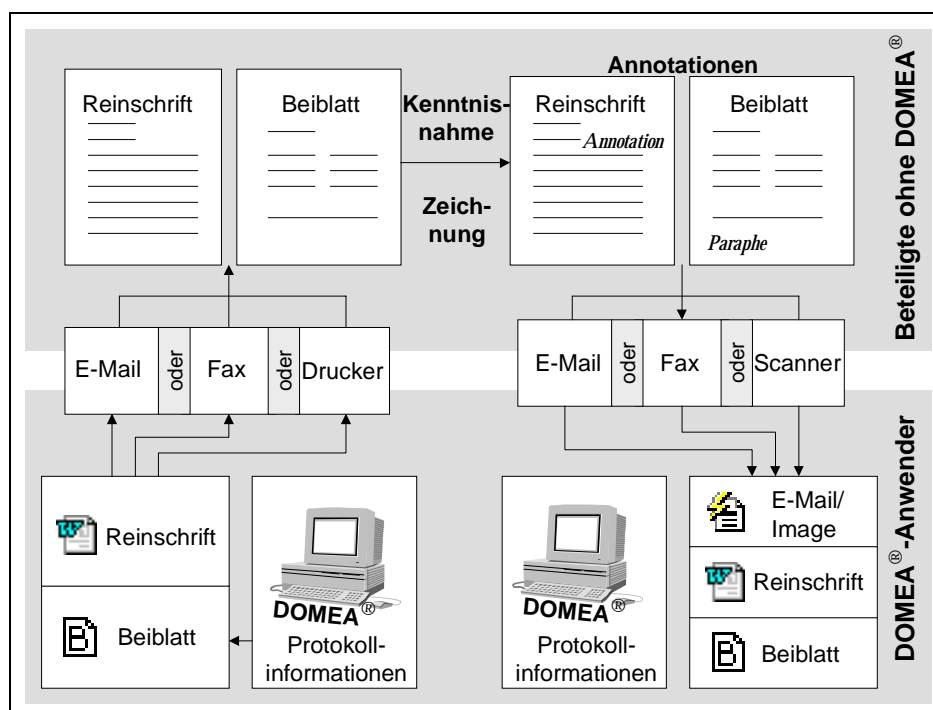 Annotationen
Beteiligte ohne DOMEA®
Reinschrift
Beiblatt
Kenntnis-
nahme
Zeich-
nung
Reinschrift
Annotation
Beiblatt
Paraphe
E-Mail
oder
Fax
oder
Drucker
E-Mail
oder
Fax
oder
Scanner
DOMEA®-Anwender
Reinschrift
B
Beiblatt
DOMEA®
Protokoll-
informationen
DOMEA®
Protokoll-
informationen
E-Mail/
Image
Reinschrift
B
Beiblatt